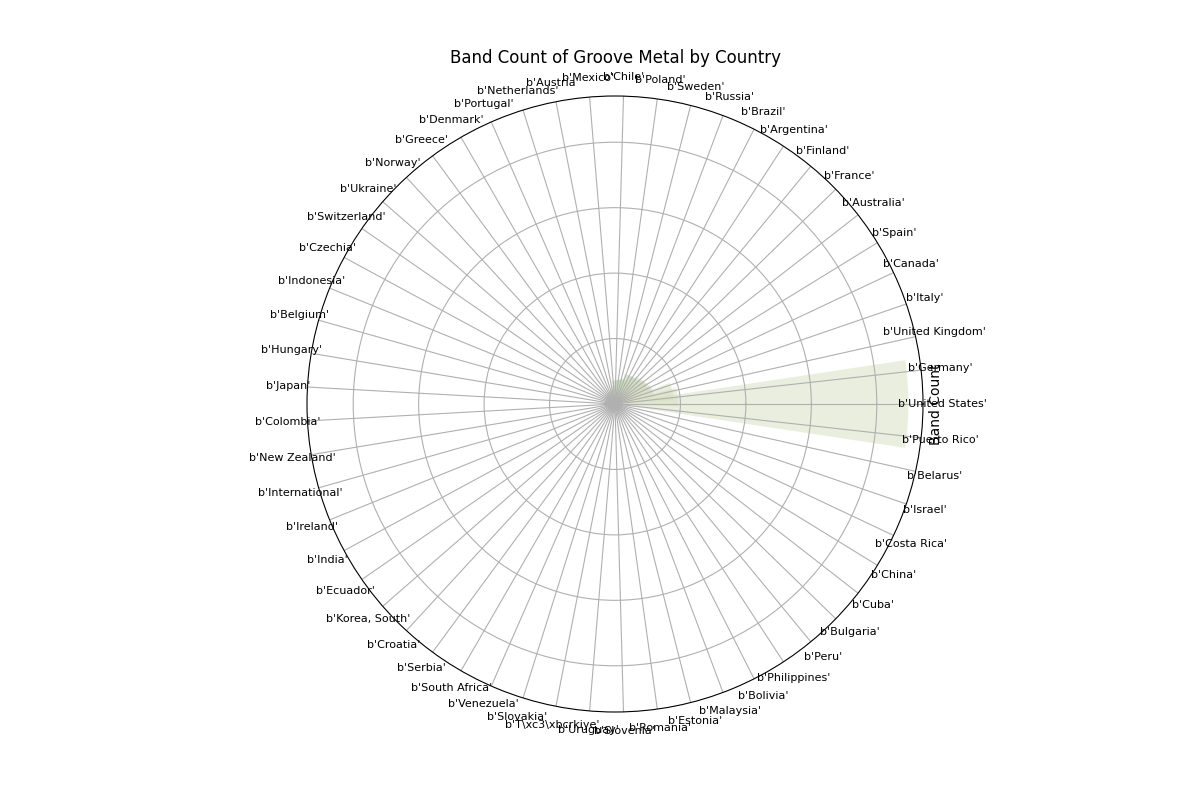 Band Count of Groove Metal by Country
b'United States'
b'Germany'
b'United Kingdom'
b'Italy'
b'Canada'
b'Spain'
b'Australia'
b'France'
b'Finland'
b'Argentina'
b'Brazil'
b'Russia'
b'Sweden'
b'Poland'
b'Chile'
b'Mexico'
b'Austria'
b'Netherlands'
b'Portugal'
b'Denmark'
b'Greece'
b'Norway'
b'Ukraine'
b'Switzerland'
b'Czechia'
b'Indonesia'
b'Belgium'
b'Hungary'
b'Japan'
b'Colombia'
b'New Zealand'
b'International'
b'Ireland'
b'India'
b'Ecuador'
b'Korea, South'
b'Croatia'
b'Serbia'
b'South Africa'
b'Venezuela'
b'Slovakia'
b'T\xc3\xbcrkiye'
b'Uruguay'
b'Slovenia'
b'Romania'
b'Estonia'
b'Malaysia'
b'Bolivia'
b'Philippines'
b'Peru'
b'Bulgaria'
b'Cuba'
b'China'
b'Costa Rica'
b'Israel'
b'Belarus'
b'Puerto Rico'
Band Count